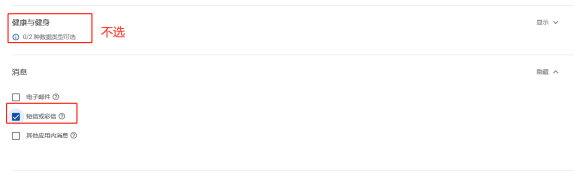 健康与健身
显示
0/2 种数据类型可选
不选
消息
隐藏
电子邮件
短信或彩信
其他应用内消息